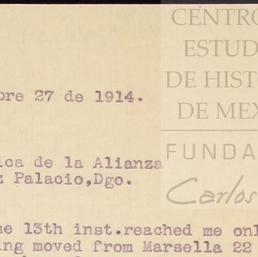 CENTRO
ESTUD
DE HIST
DE MEX
FUNDA
Carlos
bre 27 de 1914.
ica de la Alianza
z Palacio,Dgo.
he 13th inst.reached me onl
ing moved from Marsella 22